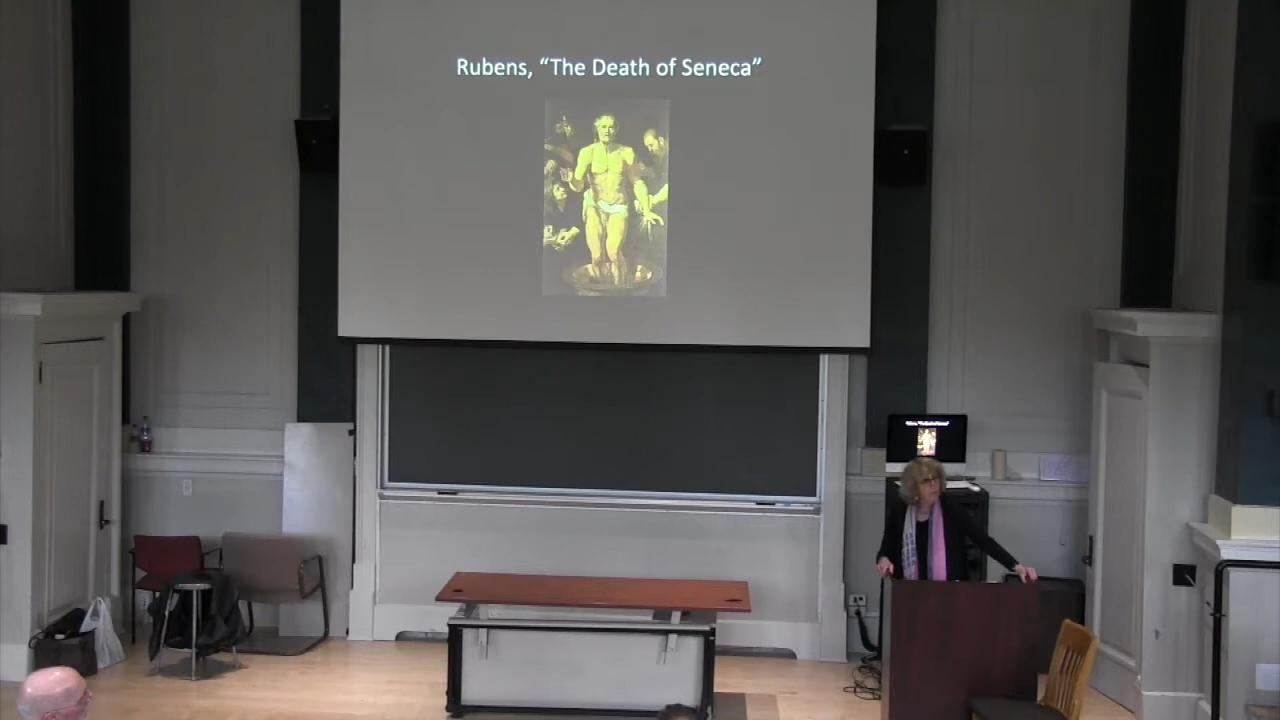 Rubens, “The Death of Seneca”